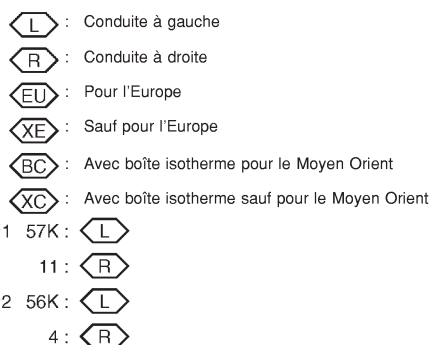 L : Conduite à gauche
R : Conduite à droite
EU : Pour l'Europe
XE : Sauf pour l'Europe
BC : Avec boîte isotherme pour le Moyen Orient
XC : Avec boîte isotherme sauf pour le Moyen Orient
1 57K : L
11 : R
2 56K : L
4 : R